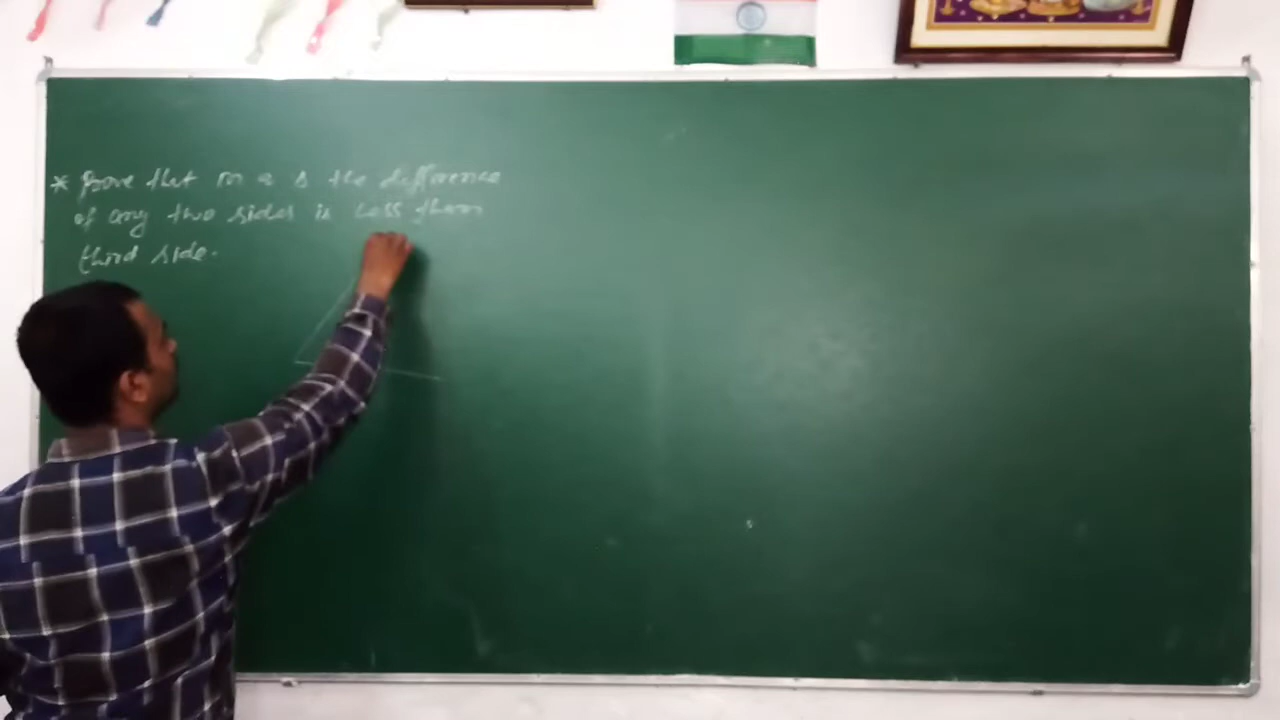 * prove that in a Δ the difference
of any two sides is less than
third side.